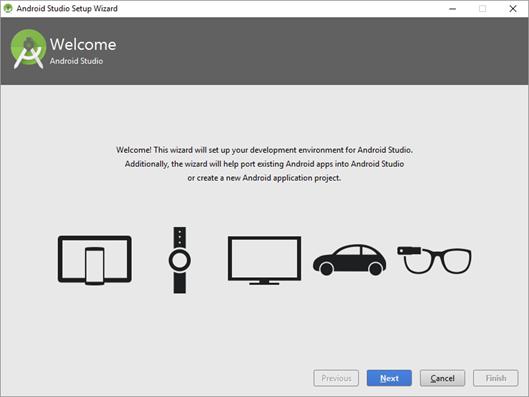 Android Studio Setup Wizard
Welcome
Android Studio
Welcome! This wizard will set up your development environment for Android Studio.
Additionally, the wizard will help port existing Android apps into Android Studio
or create a new Android application project.
Previous
Next
Cancel
Finish